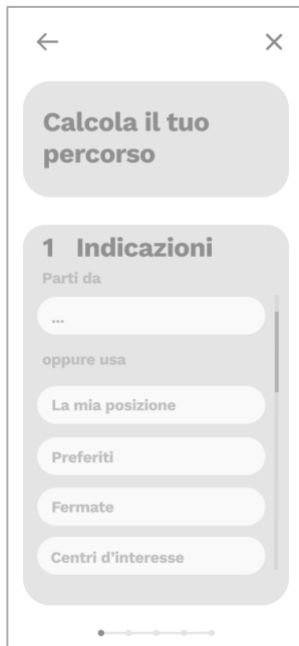 Calcola il tuo
percorso
1 Indicazioni
Parti da
...
oppure usa
La mia posizione
Preferiti
Fermate
Centri d'interesse